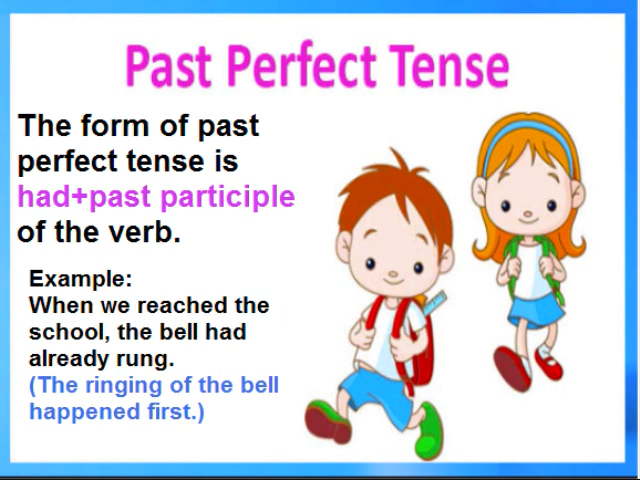 Past Perfect Tense
The form of past
perfect tense is
had+past participle
of the verb.
Example:
When we reached the
school, the bell had
already rung.
(The ringing of the bell
happened first.)